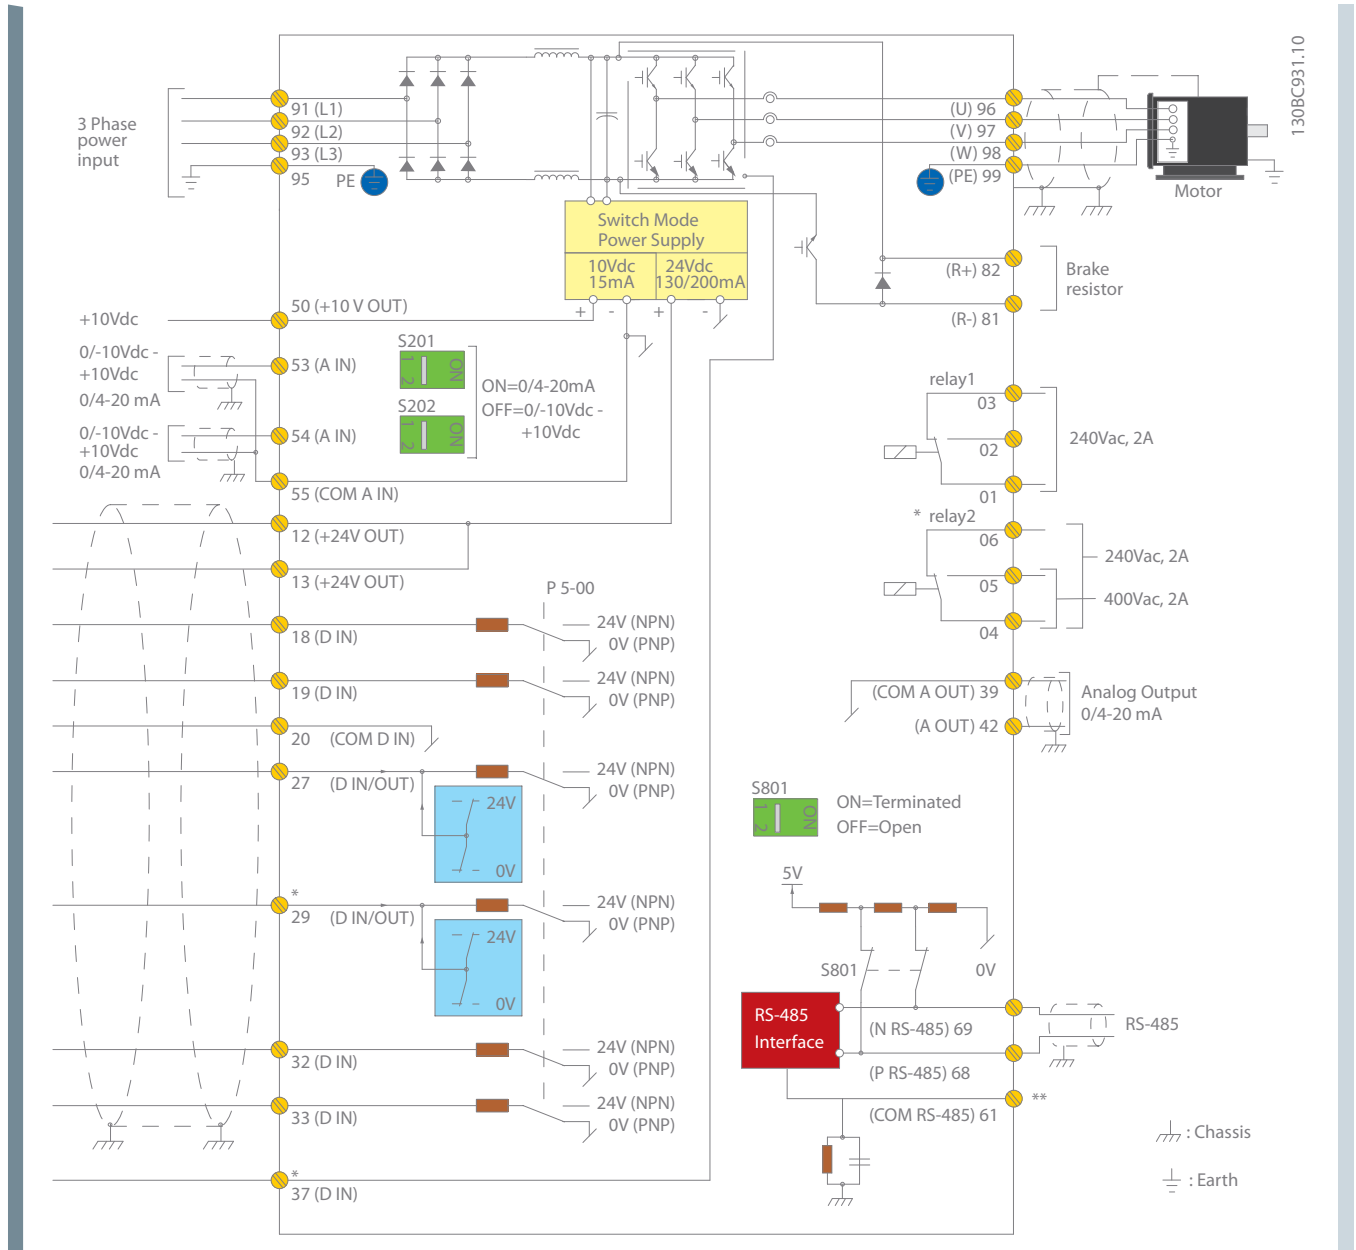 130BC931.10
3 Phase
power
input
91 (L1)
92 (L2)
93 (L3)
95
PE
(U) 96
(V) 97
(W) 98
(PE) 99
Motor
Switch Mode
Power Supply
10Vdc
15mA
24Vdc
130/200mA
+
-
+
-
(R+) 82
(R-) 81
Brake
resistor
+10Vdc
50 (+10 V OUT)
0/-10Vdc -
+10Vdc
0/4-20 mA
53 (A IN)
0/-10Vdc -
+10Vdc
0/4-20 mA
54 (A IN)
55 (COM A IN)
S201
1
2
ON
S202
1
2
ON
ON=0/4-20mA
OFF=0/-10Vdc -
+10Vdc
relay1
03
02
01
240Vac, 2A
* relay2
06
05
04
240Vac, 2A
400Vac, 2A
12 (+24V OUT)
13 (+24V OUT)
P 5-00
18 (D IN)
24V (NPN)
0V (PNP)
19 (D IN)
24V (NPN)
0V (PNP)
20 (COM D IN)
27 (D IN/OUT)
24V (NPN)
0V (PNP)
24V
0V
*
29 (D IN/OUT)
24V (NPN)
0V (PNP)
24V
0V
32 (D IN)
24V (NPN)
0V (PNP)
33 (D IN)
24V (NPN)
0V (PNP)
*
37 (D IN)
(COM A OUT) 39
(A OUT) 42
Analog Output
0/4-20 mA
S801
1
2
ON
ON=Terminated
OFF=Open
5V
S801
0V
RS-485
Interface
(N RS-485) 69
(P RS-485) 68
(COM RS-485) 61
**
RS-485
: Chassis
: Earth